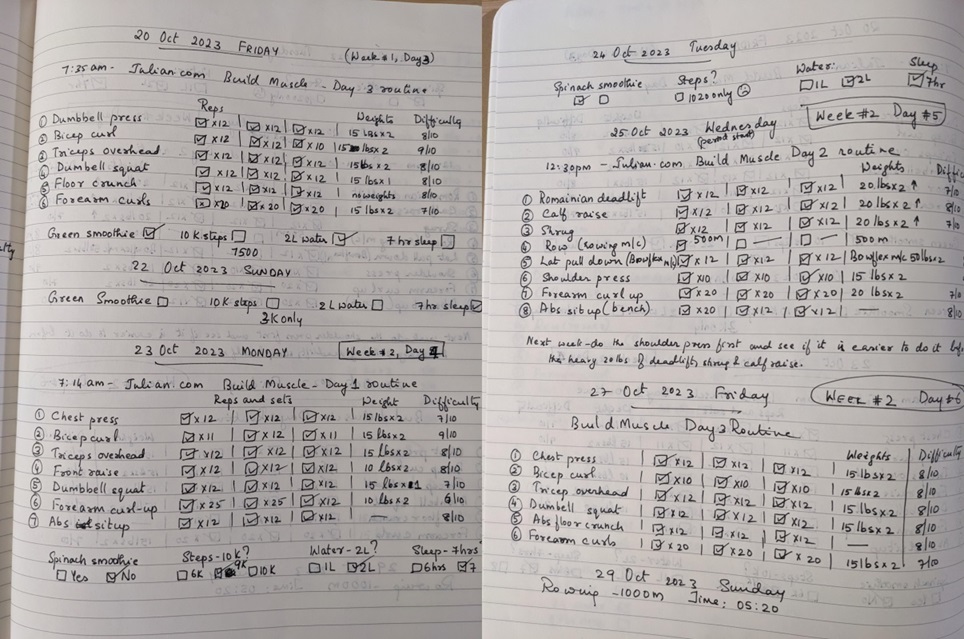 20 Oct 2023 FRIDAY
(Week #1, Day 3)
7:35am - Julian.com Build Muscle - Day 3 routine
Reps Weights Difficulty
① Dumbbell press ☑ x12 | ☑ x12 | ☑ x12 15 lbs x 2 8/10
② Bicep curl ☑ x12 | ☑ x12 | ☑ x10 15 lbs x 2 9/10
③ Triceps overhead ☑ x12 | ☑ x12 | ☑ x12 15 lbs x 2 8/10
④ Dumbell squat ☑ x12 | ☑ x12 | ☑ x12 15 lbs x 1 8/10
⑤ Floor crunch ☑ x12 | ☑ x12 | ☑ x12 no weights 8/10
⑥ Forearm curls ☑ x20 | ☑ x20 | ☑ x20 15 lbs x 2 7/10
Green smoothie ☑ 10 K steps ☐ 2L water ☑ 7 hr sleep ☐
7500
22 Oct 2023 SUNDAY
Green Smoothie ☐ 10K steps ☐ 2L water ☐ 7hr sleep ☑
3K only
23 Oct 2023 MONDAY
Week #2, Day 4
7:14am - Julian.com Build Muscle - Day 1 routine
Reps and sets Weight Difficulty
① Chest press ☑ x12 | ☑ x12 | ☑ x12 15 lbs x 2 7/10
② Bicep curl ☑ x11 | ☑ x12 | ☑ x11 15 lbs x 2 9/10
③ Triceps overhead ☑ x12 | ☑ x12 | ☑ x12 15 lbs x 2 8/10
④ Front raise ☑ x12 | ☑ x12 | ☑ x12 10 lbs x 2 8/10
⑤ Dumbbell squat ☑ x12 | ☑ x12 | ☑ x12 15 lbs x 1 7/10
⑥ Forearm curl-up ☑ x25 | ☑ x25 | ☑ x12 10 lbs x 2 6/10
⑦ Abs situp ☑ x12 | ☑ x12 | ☑ x12 — 8/10
Spinach smoothie Steps-10k? Water-2L? Sleep-7hrs
☐ Yes ☑ No ☐ 6K ☑ 9K ☐ 10K ☐ 1L ☑ 2L ☐ 6hrs ☑ 7
24 Oct 2023 Tuesday
Spinach smoothie Steps? Water: Sleep
☑ ☐ ☐ 1020 only ☹ ☐ 1L ☑ 2L ☑ 7hr
25 Oct 2023 Wednesday
(period start)
Week #2 Day #5
12:30pm - Julian.com Build Muscle Day 2 routine
Weights Diffic
① Romainian deadlift ☑ x12 | ☑ x12 | ☑ x12 | 20 lbs x 2 ↑ 7/10
② Calf raise ☑ x12 | ☑ x12 | ☑ x12 | 20 lbs x 2 ↑ 8/10
③ Shrug ☑ x12 | ☑ x12 | ☑ x12 | 20 lbs x 2 ↑ 7/10
④ Row (rowing m/c) ☑ 500m ☐ — ☐ — 500 m
⑤ Lat pull down (Bowflex m/c) ☑ x12 | ☑ x12 | ☑ x12 | Bowflex m/c 50 lbs x 2
⑥ Shoulder press ☑ x10 | ☑ x10 | ☑ x10 15 lbs x 2
⑦ Forearm curl up ☑ x20 | ☑ x20 | ☑ x20 | 20 lbs x 2 7/10
⑧ Abs sit up (bench) ☑ x20 | ☑ x12 | ☑ x12 | — 8/10
Next week - do the shoulder press first and see if it is easier to do it bef
the heavy 20 lbs of deadlift, shrug & calf raise.
27 Oct 2023 Friday
WEEK #2 Day #6
Build Muscle Day 3 Routine
Weights Difficulty
① Chest press ☑ x12 | ☑ x12 | ☑ x12 15 lbs x 2 8/10
② Bicep curl ☑ x10 | ☑ x10 | ☑ x10 15 lbs x 2 8/10
③ Tricep overhead ☑ x12 | ☑ x12 | ☑ x12 15 lbs x 2 8/10
④ Dumbell squat ☑ x12 | ☑ x12 | ☑ x12 15 lbs x 2 8/10
⑤ Abs floor crunch ☑ x12 | ☑ x12 | ☑ x12 — 8/10
⑥ Forearm curls ☑ x20 | ☑ x20 | ☑ x20 15 lbs x 2 7/10
29 Oct - 2023 Sunday
Rowing - 1000m Time: 05:20